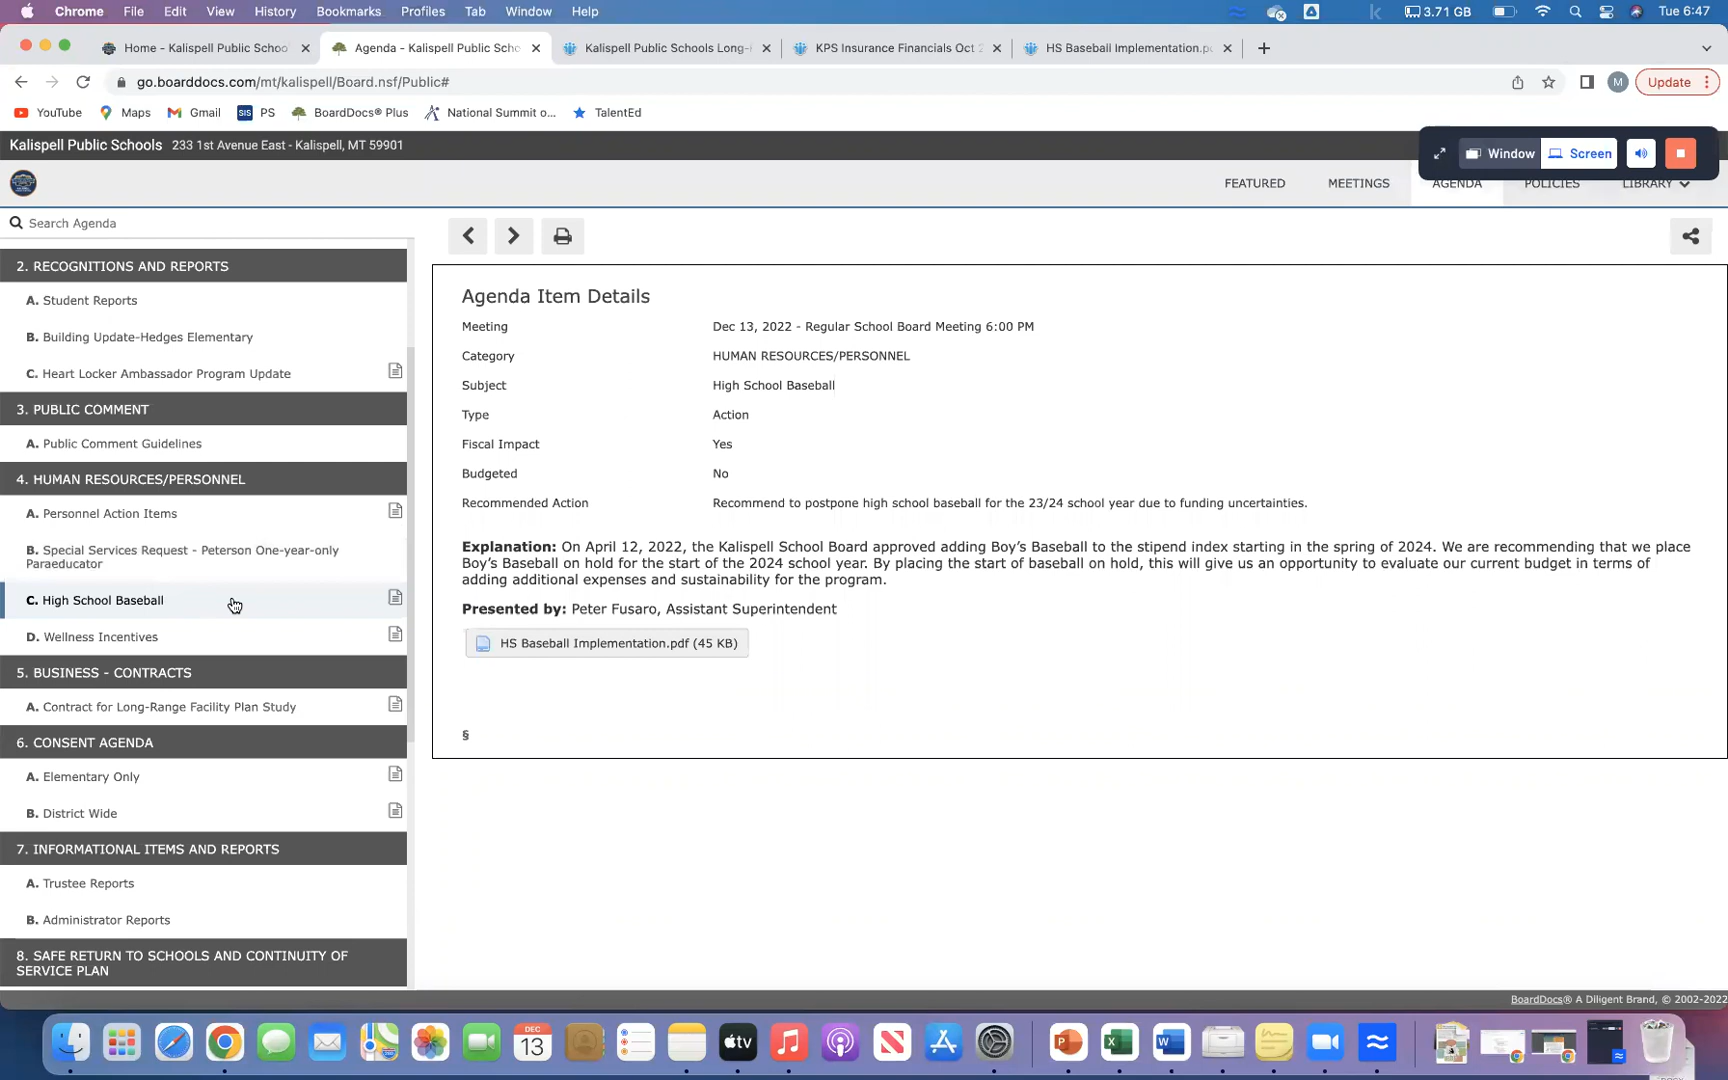 Chrome File Edit View History Bookmarks Profiles Tab Window Help 3.71 GB Tue 6:47
Home - Kalispell Public Schoo Agenda - Kalispell Public Scho Kalispell Public Schools Long- KPS Insurance Financials Oct 2 HS Baseball Implementation.pd
go.boarddocs.com/mt/kalispell/Board.nsf/Public# M Update
YouTube Maps Gmail SIS PS BoardDocs® Plus National Summit o... TalentEd
Kalispell Public Schools 233 1st Avenue East - Kalispell, MT 59901
Window Screen
FEATURED MEETINGS AGENDA POLICIES LIBRARY
Search Agenda
2. RECOGNITIONS AND REPORTS
A. Student Reports
B. Building Update-Hedges Elementary
C. Heart Locker Ambassador Program Update
3. PUBLIC COMMENT
A. Public Comment Guidelines
4. HUMAN RESOURCES/PERSONNEL
A. Personnel Action Items
B. Special Services Request - Peterson One-year-only
Paraeducator
C. High School Baseball
D. Wellness Incentives
5. BUSINESS - CONTRACTS
A. Contract for Long-Range Facility Plan Study
6. CONSENT AGENDA
A. Elementary Only
B. District Wide
7. INFORMATIONAL ITEMS AND REPORTS
A. Trustee Reports
B. Administrator Reports
8. SAFE RETURN TO SCHOOLS AND CONTINUITY OF
SERVICE PLAN
Agenda Item Details
Meeting Dec 13, 2022 - Regular School Board Meeting 6:00 PM
Category HUMAN RESOURCES/PERSONNEL
Subject High School Baseball
Type Action
Fiscal Impact Yes
Budgeted No
Recommended Action Recommend to postpone high school baseball for the 23/24 school year due to funding uncertainties.
Explanation: On April 12, 2022, the Kalispell School Board approved adding Boy’s Baseball to the stipend index starting in the spring of 2024. We are recommending that we place
Boy’s Baseball on hold for the start of the 2024 school year. By placing the start of baseball on hold, this will give us an opportunity to evaluate our current budget in terms of
adding additional expenses and sustainability for the program.
Presented by: Peter Fusaro, Assistant Superintendent
HS Baseball Implementation.pdf (45 KB)
§
BoardDocs® A Diligent Brand, © 2002-2022
DEC
13
tv